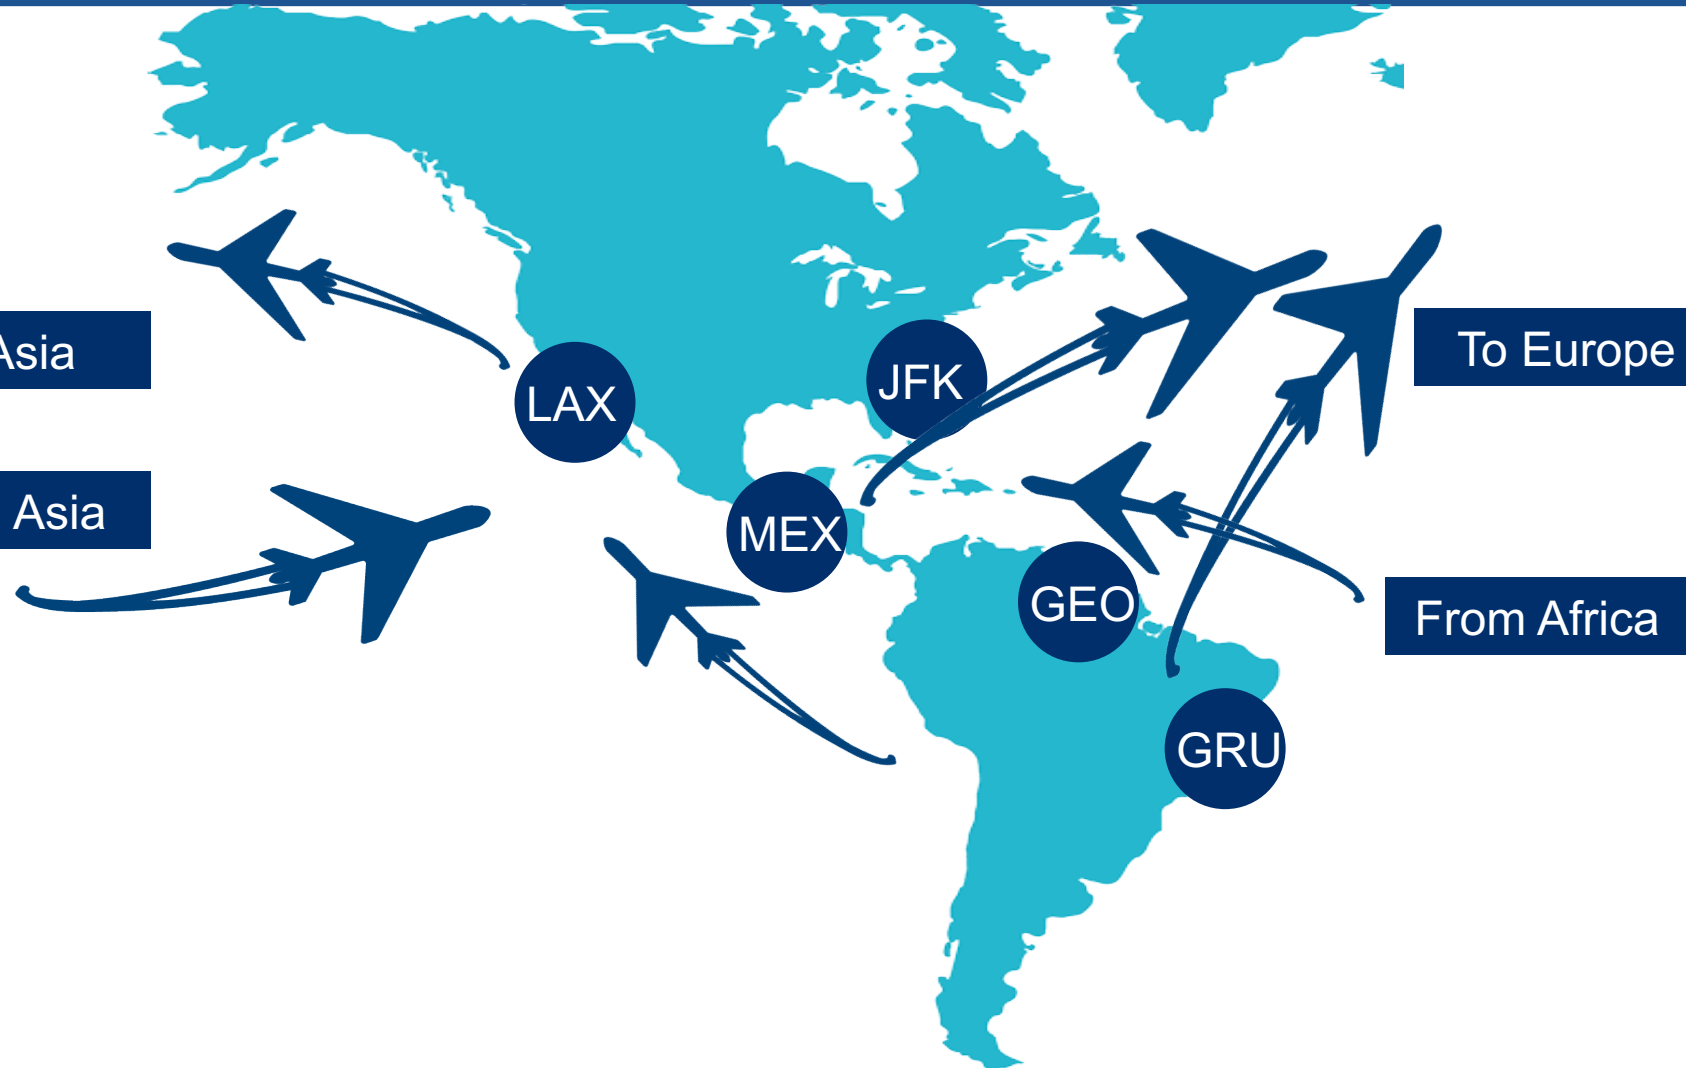 Asia
To Europe
JFK
LAX
Asia
MEX
GEO
From Africa
GRU